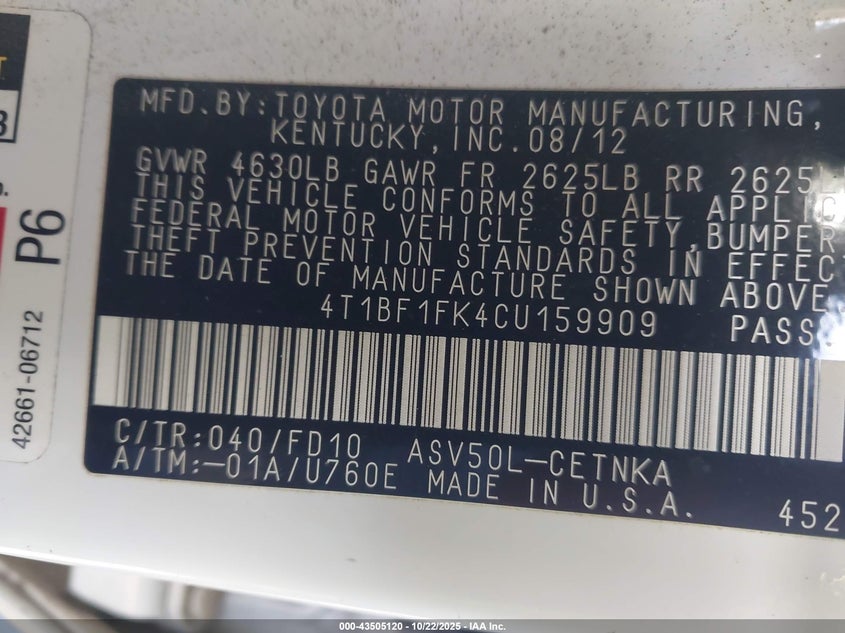 MFD.BY:TOYOTA MOTOR MANUFACTURING,
KENTUCKY,INC.08/12
GVWR 4630LB GAWR FR 2625LB RR 2625L
THIS VEHICLE CONFORMS TO ALL APPLIC
FEDERAL MOTOR VEHICLE SAFETY,BUMPER
THEFT PREVENTION STANDARDS IN EFFECT
THE DATE OF MANUFACTURE SHOWN ABOVE
4T1BF1FK4CU159909 PASS.
C/TR:040/FD10 ASV50L-CETNKA
A/TM:-01A/U760E MADE IN U.S.A.
452
P6
42661-06712
000-43505120 - 10/22/2025 - IAA Inc.